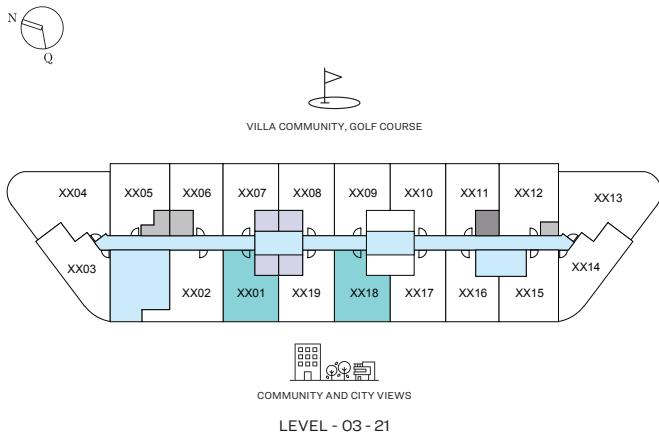 N
Q
VILLA COMMUNITY, GOLF COURSE
XX04 XX05 XX06 XX07 XX08 XX09 XX10 XX11 XX12 XX13
XX03 XX14
XX02 XX01 XX19 XX18 XX17 XX16 XX15
COMMUNITY AND CITY VIEWS
LEVEL - 03 - 21